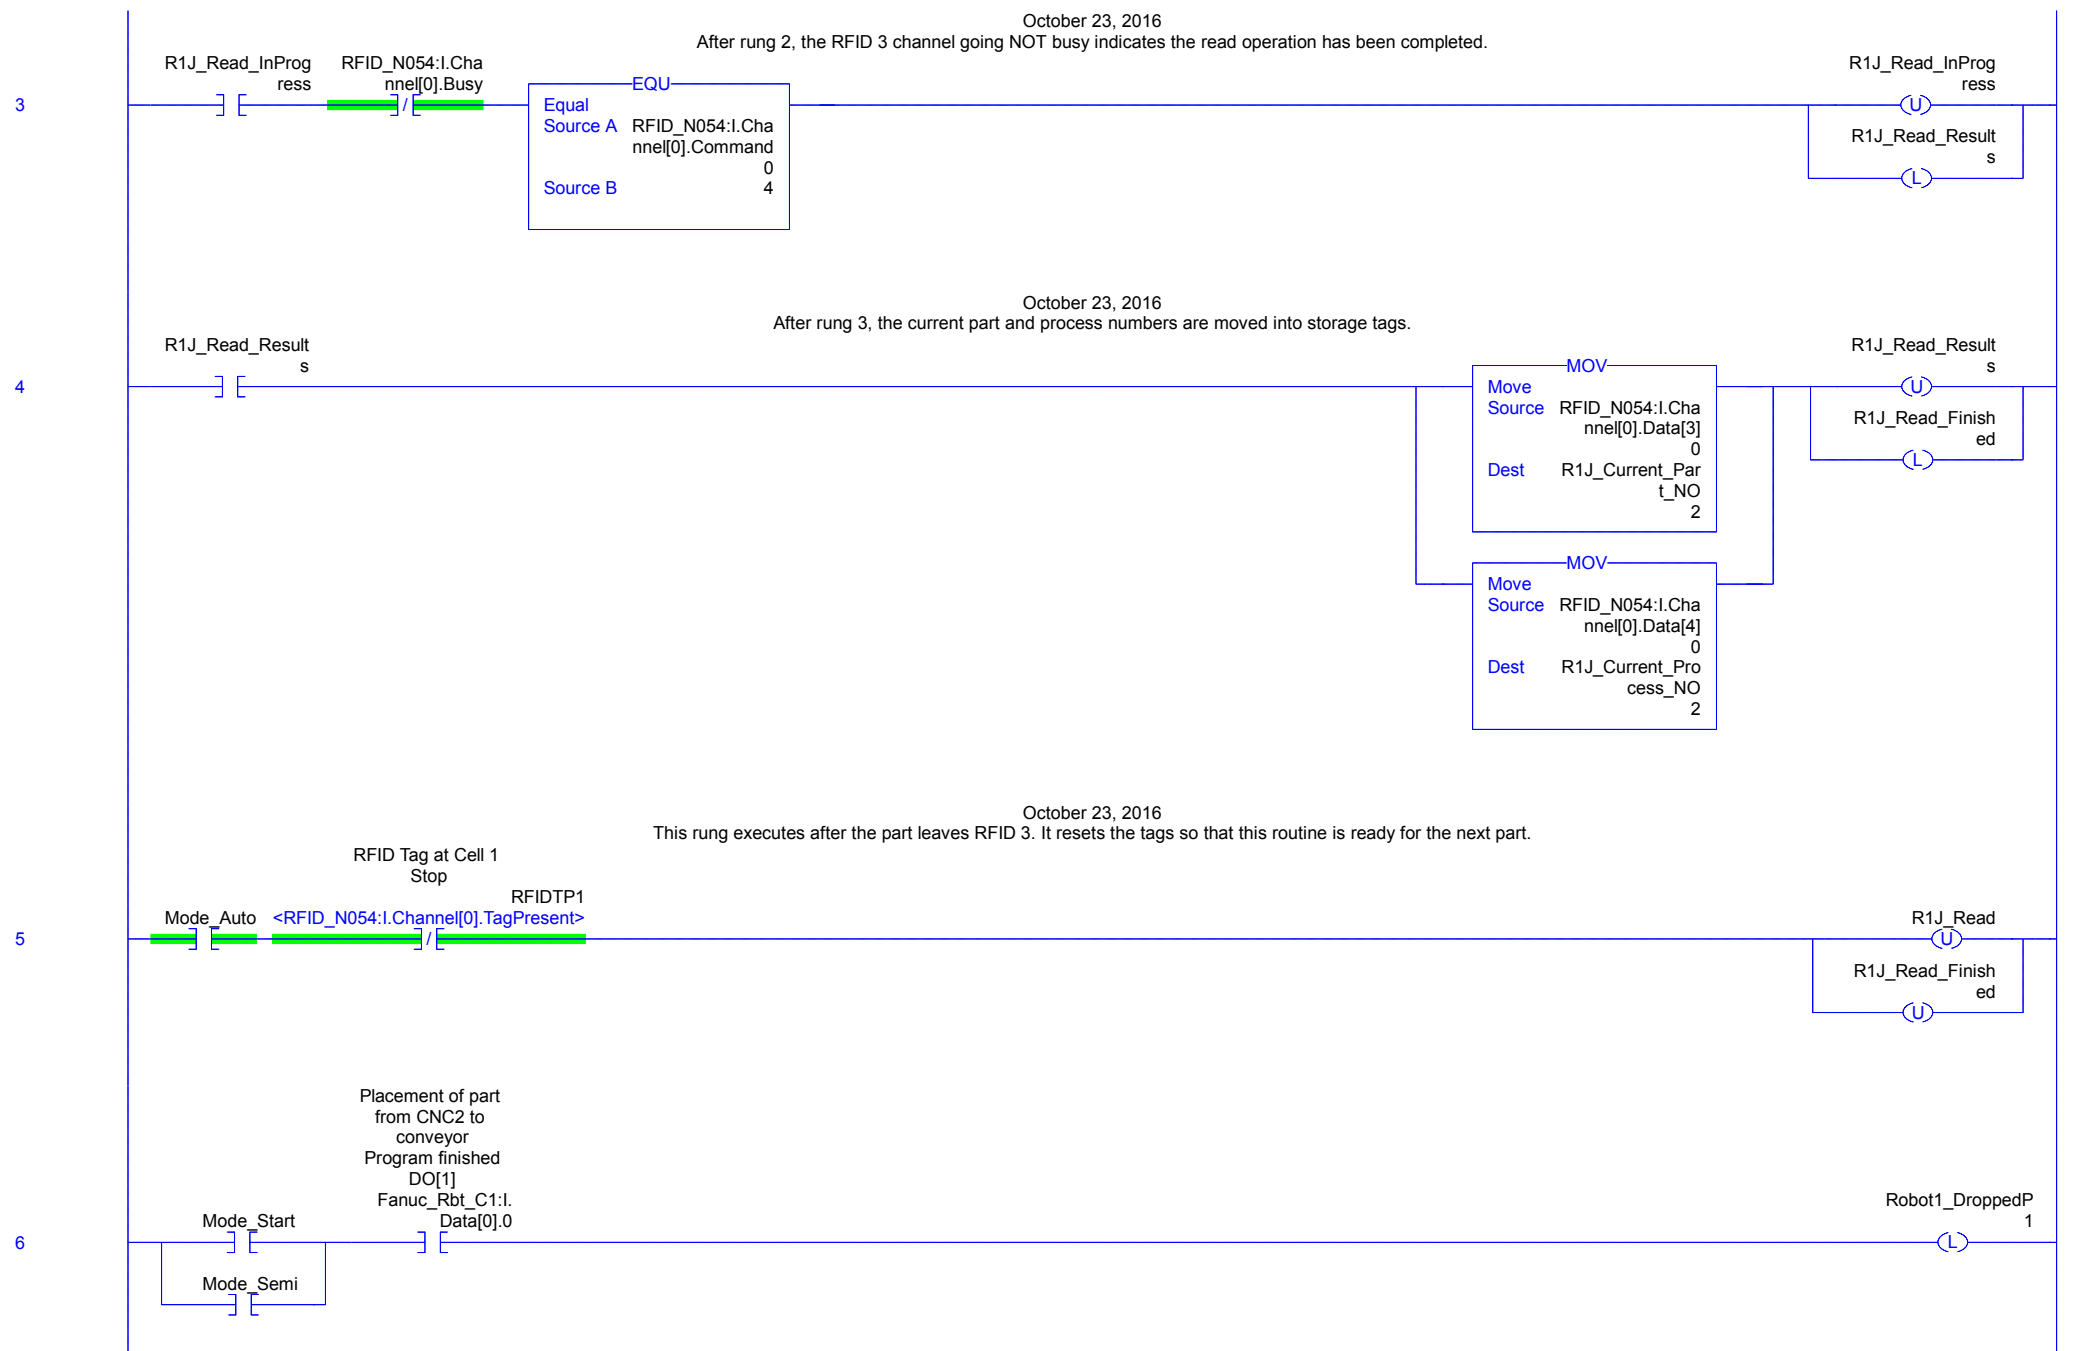 October 23, 2016
After rung 2, the RFID 3 channel going NOT busy indicates the read operation has been completed.
R1J_Read_InProg
ress
RFID_N054:I.Cha
nnel[0].Busy
3
/
EQU
Equal
Source A RFID_N054:I.Cha
nnel[0].Command
0
Source B 4
R1J_Read_InProg
ress
U
R1J_Read_Result
s
L
October 23, 2016
After rung 3, the current part and process numbers are moved into storage tags.
R1J_Read_Result
s
4
MOV
Move
Source RFID_N054:I.Cha
nnel[0].Data[3]
0
Dest R1J_Current_Par
t_NO
2
MOV
Move
Source RFID_N054:I.Cha
nnel[0].Data[4]
0
Dest R1J_Current_Pro
cess_NO
2
R1J_Read_Result
s
U
R1J_Read_Finish
ed
L
October 23, 2016
This rung executes after the part leaves RFID 3. It resets the tags so that this routine is ready for the next part.
5
Mode_Auto
RFID Tag at Cell 1
Stop
RFIDTP1
<RFID_N054:I.Channel[0].TagPresent>
/
R1J_Read
U
R1J_Read_Finish
ed
U
6
Mode_Start
Mode_Semi
Placement of part
from CNC2 to
conveyor
Program finished
DO[1]
Fanuc_Rbt_C1:I.
Data[0].0
Robot1_DroppedP
1
L